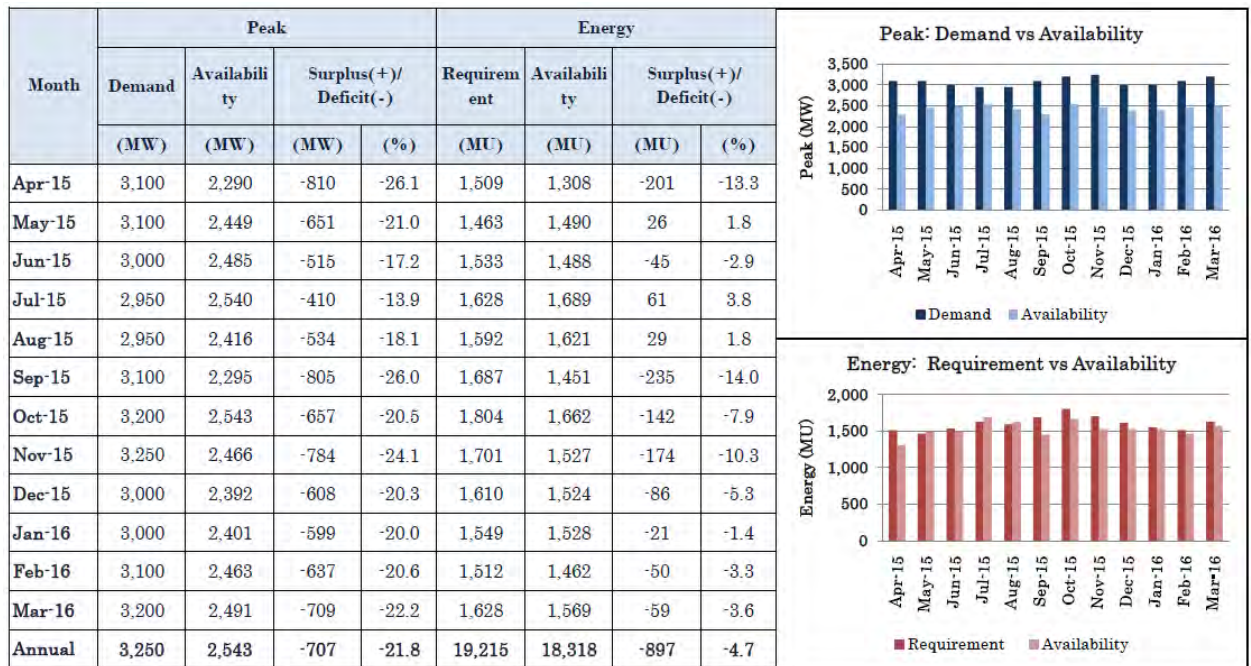 Month Peak Energy
Demand Availabili
ty Surplus(+)/
Deficit(-) Requirem
ent Availabili
ty Surplus(+)/
Deficit(-)
(MW) (MW) (MW) (%) (MU) (MU) (MU) (%)
Apr-15 3,100 2,290 -810 -26.1 1,509 1,308 -201 -13.3
May-15 3,100 2,449 -651 -21.0 1,463 1,490 26 1.8
Jun-15 3,000 2,485 -515 -17.2 1,533 1,488 -45 -2.9
Jul-15 2,950 2,540 -410 -13.9 1,628 1,689 61 3.8
Aug-15 2,950 2,416 -534 -18.1 1,592 1,621 29 1.8
Sep-15 3,100 2,295 -805 -26.0 1,687 1,451 -235 -14.0
Oct-15 3,200 2,543 -657 -20.5 1,804 1,662 -142 -7.9
Nov-15 3,250 2,466 -784 -24.1 1,701 1,527 -174 -10.3
Dec-15 3,000 2,392 -608 -20.3 1,610 1,524 -86 -5.3
Jan-16 3,000 2,401 -599 -20.0 1,549 1,528 -21 -1.4
Feb-16 3,100 2,463 -637 -20.6 1,512 1,462 -50 -3.3
Mar-16 3,200 2,491 -709 -22.2 1,628 1,569 -59 -3.6
Annual 3,250 2,543 -707 -21.8 19,215 18,318 -897 -4.7
Peak: Demand vs Availability
Peak (MW)
3,500
3,000
2,500
2,000
1,500
1,000
500
0
Apr-15 May-15 Jun-15 Jul-15 Aug-15 Sep-15 Oct-15 Nov-15 Dec-15 Jan-16 Feb-16 Mar-16
Demand Availability
Energy: Requirement vs Availability
Energy (MU)
2,000
1,500
1,000
500
0
Apr-15 May-15 Jun-15 Jul-15 Aug-15 Sep-15 Oct-15 Nov-15 Dec-15 Jan-16 Feb-16 Mar-16
Requirement Availability